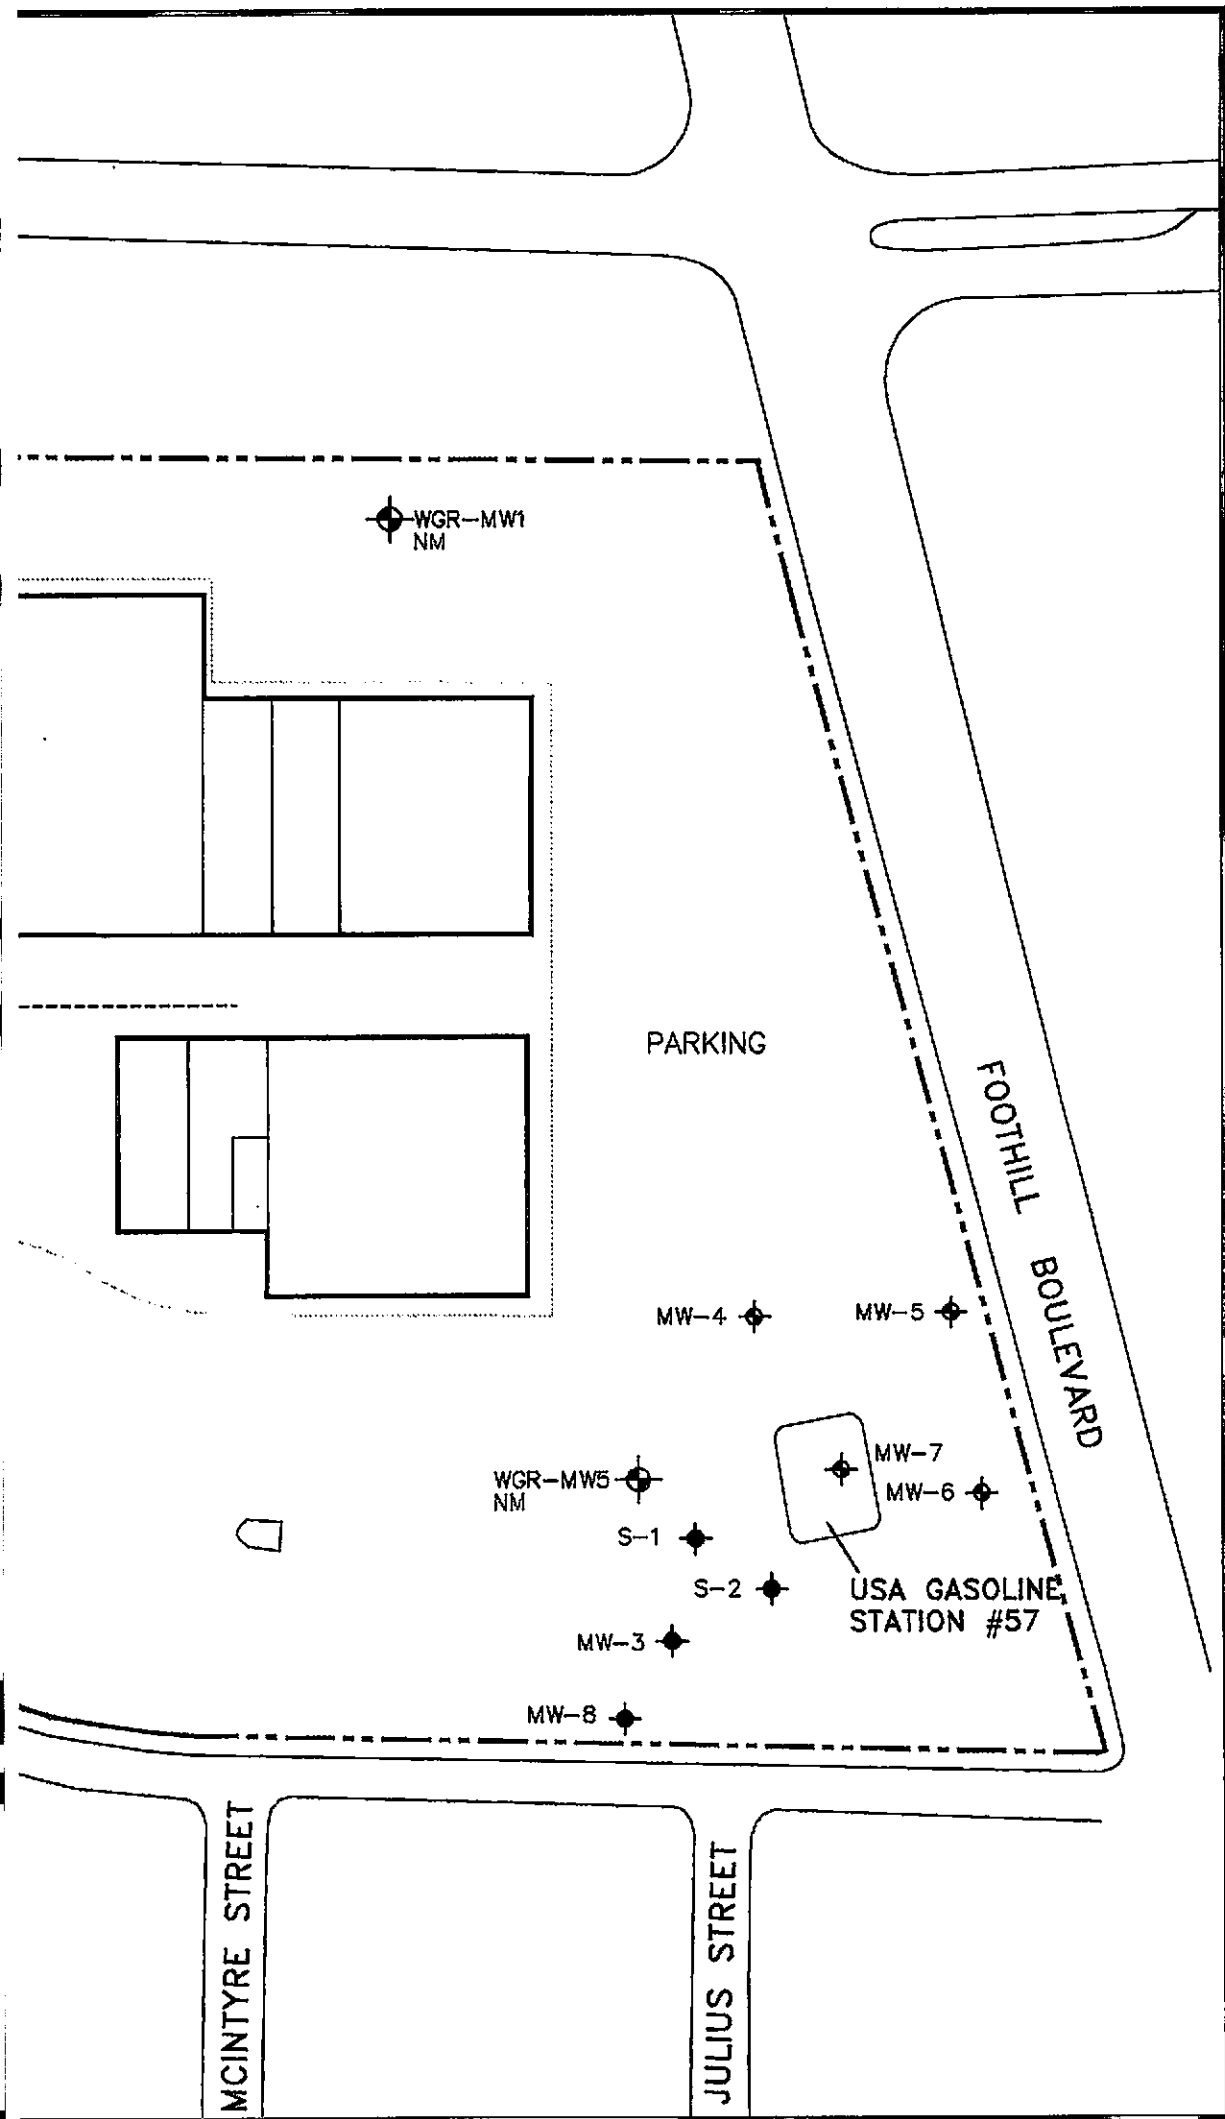 WGR-MW1
NM
PARKING
FOOTHILL BOULEVARD
MW-4
MW-5
MW-7
WGR-MW5
NM
MW-6
S-1
S-2
USA GASOLINE
STATION #57
MW-3
MW-8
MCINTYRE STREET
JULIUS STREET